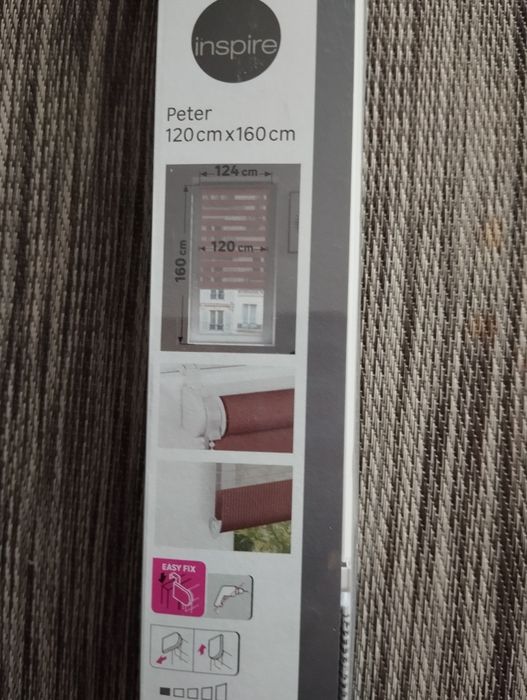 inspire
Peter
120 cm x 160 cm
124 cm
120 cm
160 cm
EASY FIX